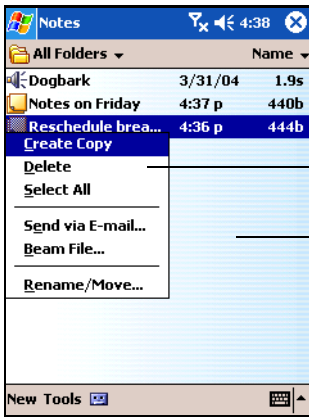 Notes 4:38
All Folders Name
Dogbark 3/31/04 1.9s
Notes on Friday 4:37 p 440b
Reschedule brea... 4:36 p 444b
Create Copy
Delete
Select All
Send via E-mail...
Beam File...
Rename/Move...
New Tools